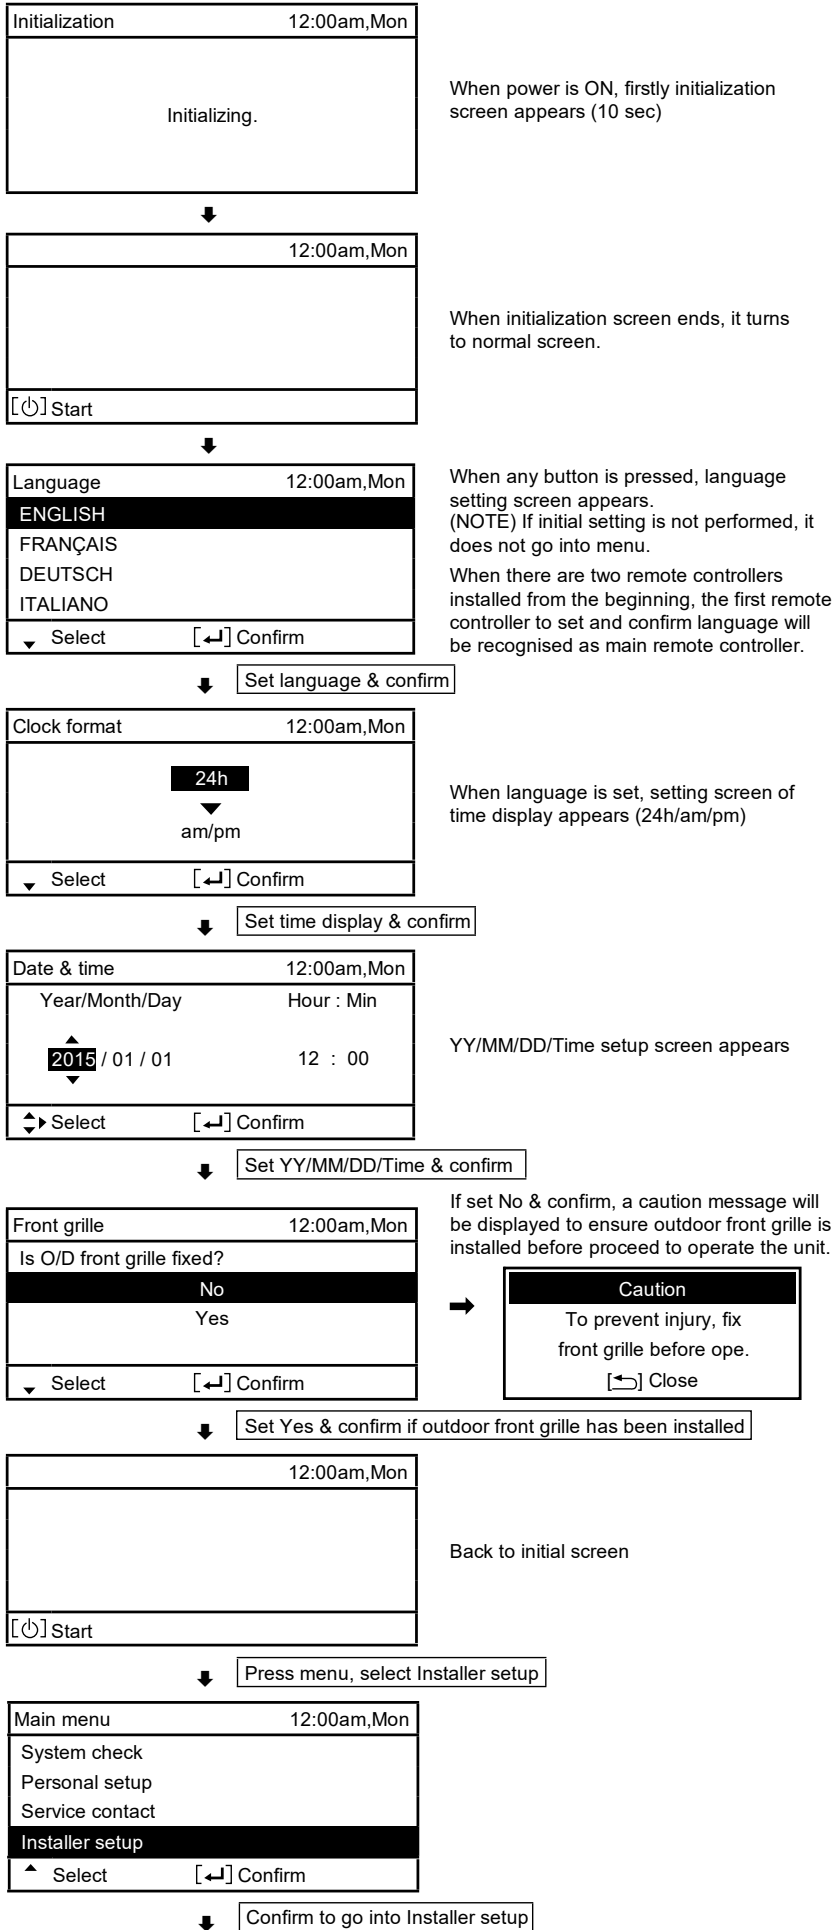 Initialization 12:00am,Mon
Initializing.
When power is ON, firstly initialization
screen appears (10 sec)
12:00am,Mon
[⏻] Start
When initialization screen ends, it turns
to normal screen.
Language 12:00am,Mon
ENGLISH
FRANÇAIS
DEUTSCH
ITALIANO
Select [↵] Confirm
When any button is pressed, language
setting screen appears.
(NOTE) If initial setting is not performed, it
does not go into menu.
When there are two remote controllers
installed from the beginning, the first remote
controller to set and confirm language will
be recognised as main remote controller.
Set language & confirm
Clock format 12:00am,Mon
24h
am/pm
Select [↵] Confirm
When language is set, setting screen of
time display appears (24h/am/pm)
Set time display & confirm
Date & time 12:00am,Mon
Year/Month/Day Hour : Min
2015 / 01 / 01 12 : 00
Select [↵] Confirm
YY/MM/DD/Time setup screen appears
Set YY/MM/DD/Time & confirm
Front grille 12:00am,Mon
Is O/D front grille fixed?
No
Yes
Select [↵] Confirm
If set No & confirm, a caution message will
be displayed to ensure outdoor front grille is
installed before proceed to operate the unit.
Caution
To prevent injury, fix
front grille before ope.
[⮌] Close
Set Yes & confirm if outdoor front grille has been installed
12:00am,Mon
[⏻] Start
Back to initial screen
Press menu, select Installer setup
Main menu 12:00am,Mon
System check
Personal setup
Service contact
Installer setup
Select [↵] Confirm
Confirm to go into Installer setup